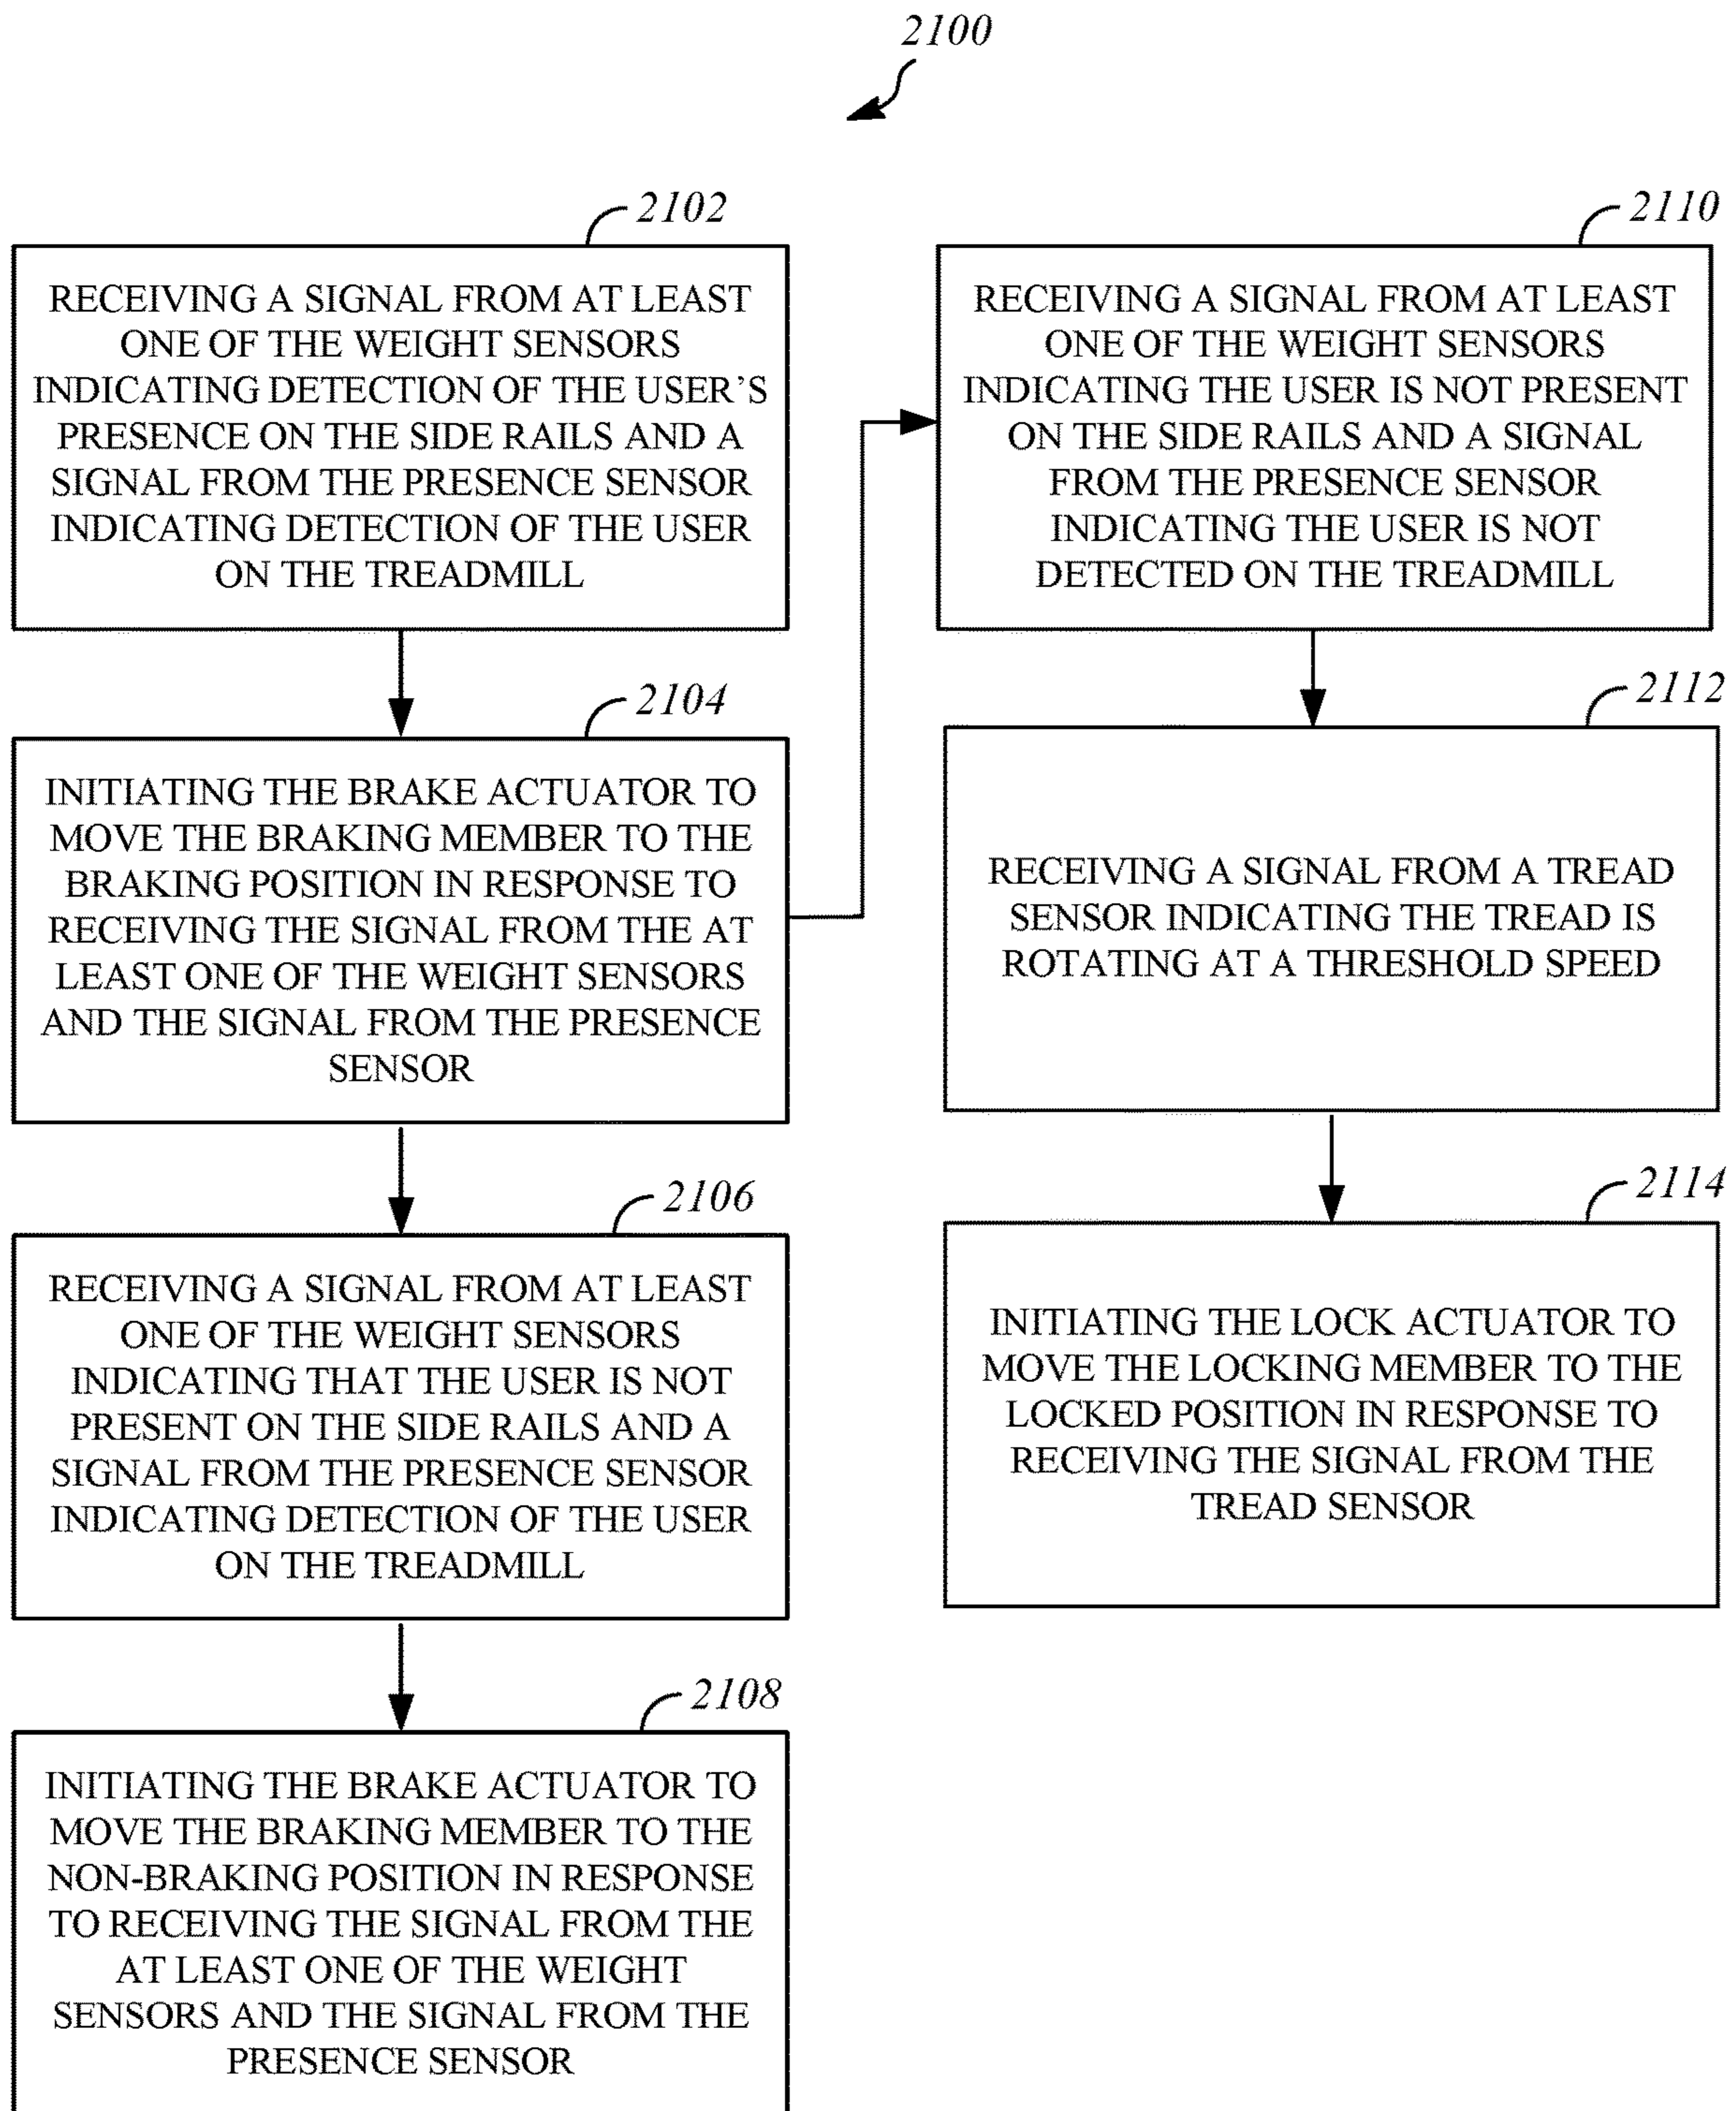 2100
2102
RECEIVING A SIGNAL FROM AT LEAST
ONE OF THE WEIGHT SENSORS
INDICATING DETECTION OF THE USER'S
PRESENCE ON THE SIDE RAILS AND A
SIGNAL FROM THE PRESENCE SENSOR
INDICATING DETECTION OF THE USER
ON THE TREADMILL
2104
INITIATING THE BRAKE ACTUATOR TO
MOVE THE BRAKING MEMBER TO THE
BRAKING POSITION IN RESPONSE TO
RECEIVING THE SIGNAL FROM THE AT
LEAST ONE OF THE WEIGHT SENSORS
AND THE SIGNAL FROM THE PRESENCE
SENSOR
2106
RECEIVING A SIGNAL FROM AT LEAST
ONE OF THE WEIGHT SENSORS
INDICATING THAT THE USER IS NOT
PRESENT ON THE SIDE RAILS AND A
SIGNAL FROM THE PRESENCE SENSOR
INDICATING DETECTION OF THE USER
ON THE TREADMILL
2108
INITIATING THE BRAKE ACTUATOR TO
MOVE THE BRAKING MEMBER TO THE
NON-BRAKING POSITION IN RESPONSE
TO RECEIVING THE SIGNAL FROM THE
AT LEAST ONE OF THE WEIGHT
SENSORS AND THE SIGNAL FROM THE
PRESENCE SENSOR
2110
RECEIVING A SIGNAL FROM AT LEAST
ONE OF THE WEIGHT SENSORS
INDICATING THE USER IS NOT PRESENT
ON THE SIDE RAILS AND A SIGNAL
FROM THE PRESENCE SENSOR
INDICATING THE USER IS NOT
DETECTED ON THE TREADMILL
2112
RECEIVING A SIGNAL FROM A TREAD
SENSOR INDICATING THE TREAD IS
ROTATING AT A THRESHOLD SPEED
2114
INITIATING THE LOCK ACTUATOR TO
MOVE THE LOCKING MEMBER TO THE
LOCKED POSITION IN RESPONSE TO
RECEIVING THE SIGNAL FROM THE
TREAD SENSOR